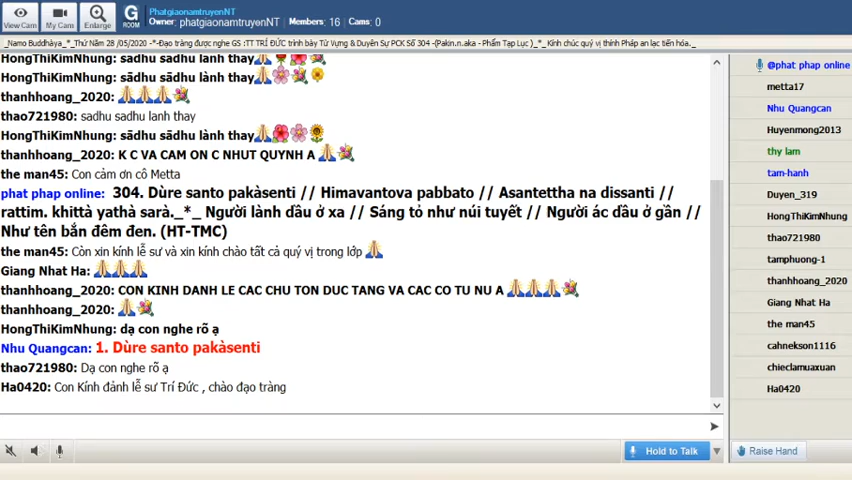 PhatgiaonamtruyenNT
Owner: phatgiaonamtruyenNT Members: 16 Cams: 0
View Cam
My Cam
Enlarge
G
ROOM
_Namo Buddhàya_*_Thứ Năm 28 /05/2020 -*-Đạo tràng được nghe GS :TT TRÍ ĐỨC trình bày Từ Vựng & Duyên Sự PCK Số 304 -(Pakin.n.aka - Phẩm Tạp Lục )_*_ Kính chúc quý vị thính Pháp an lạc tiến hóa._
HongThiKimNhung: sādhu sādhu lành thay
HongThiKimNhung: sādhu sādhu lành thay
thanhhoang_2020:
thao721980: sadhu sadhu lanh thay
HongThiKimNhung: sādhu sādhu lành thay
thanhhoang_2020: K C VA CAM ON C NHUT QUYNH A
the man45: Con cảm ơn cô Metta
phat phap online: 304. Dùre santo pakàsenti // Himavantova pabbato // Asantettha na dissanti //
rattim. khittà yathà sarà._*_ Người lành dầu ở xa // Sáng tỏ như núi tuyết // Người ác dầu ở gần //
Như tên bắn đêm đen. (HT-TMC)
the man45: Còn xin kính lễ sư và xin kính chào tất cả quý vị trong lớp
Giang Nhat Ha:
thanhhoang_2020: CON KINH DANH LE CAC CHU TON DUC TANG VA CAC CO TU NU A
thanhhoang_2020:
HongThiKimNhung: dạ con nghe rõ ạ
Nhu Quangcan: 1. Dùre santo pakàsenti
thao721980: Dạ con nghe rõ ạ
Ha0420: Con Kính đảnh lễ sư Trí Đức , chào đạo tràng
@phat phap online
metta17
Nhu Quangcan
Huyenmong2013
thy lam
tam-hanh
Duyen_319
HongThiKimNhung
thao721980
tamphuong-1
thanhhoang_2020
Giang Nhat Ha
the man45
cahnekson1116
chieclamuaxuan
Ha0420
Hold to Talk
Raise Hand